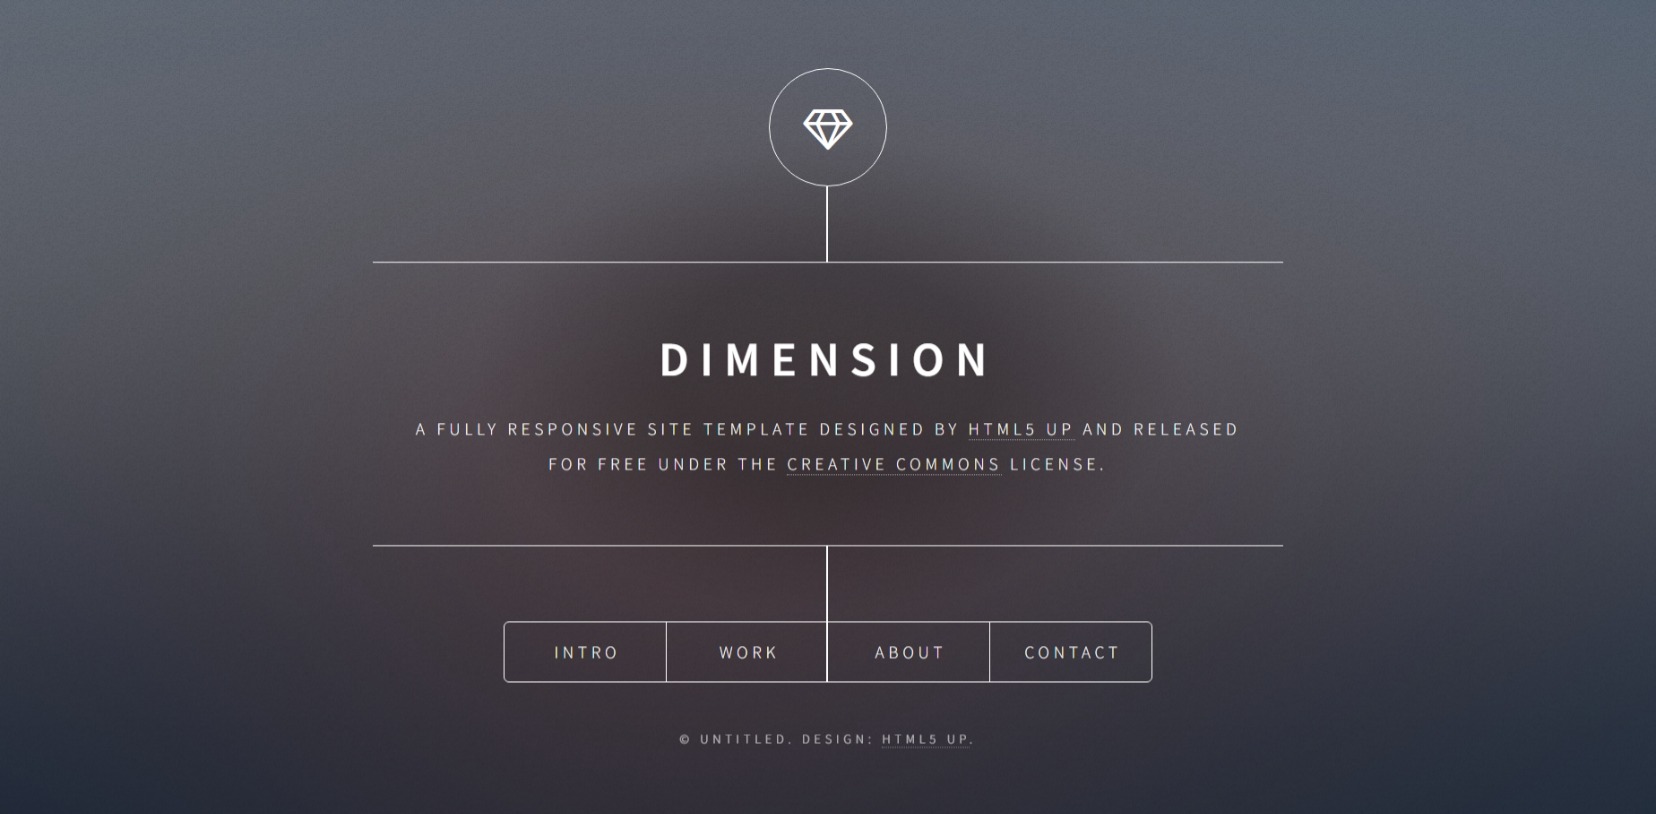 DIMENSION
A FULLY RESPONSIVE SITE TEMPLATE DESIGNED BY HTML5 UP AND RELEASED
FOR FREE UNDER THE CREATIVE COMMONS LICENSE.
INTRO WORK ABOUT CONTACT
© UNTITLED. DESIGN: HTML5 UP.